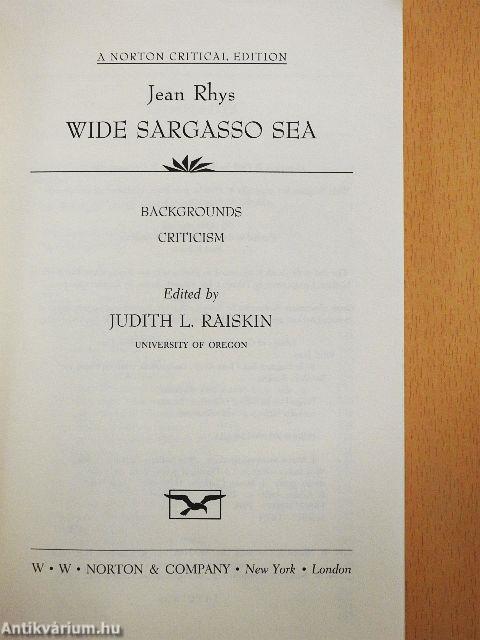 A NORTON CRITICAL EDITION
Jean Rhys
WIDE SARGASSO SEA
BACKGROUNDS
CRITICISM
Edited by
JUDITH L. RAISKIN
UNIVERSITY OF OREGON
W • W • NORTON & COMPANY • New York • London
Antikvárium.hu